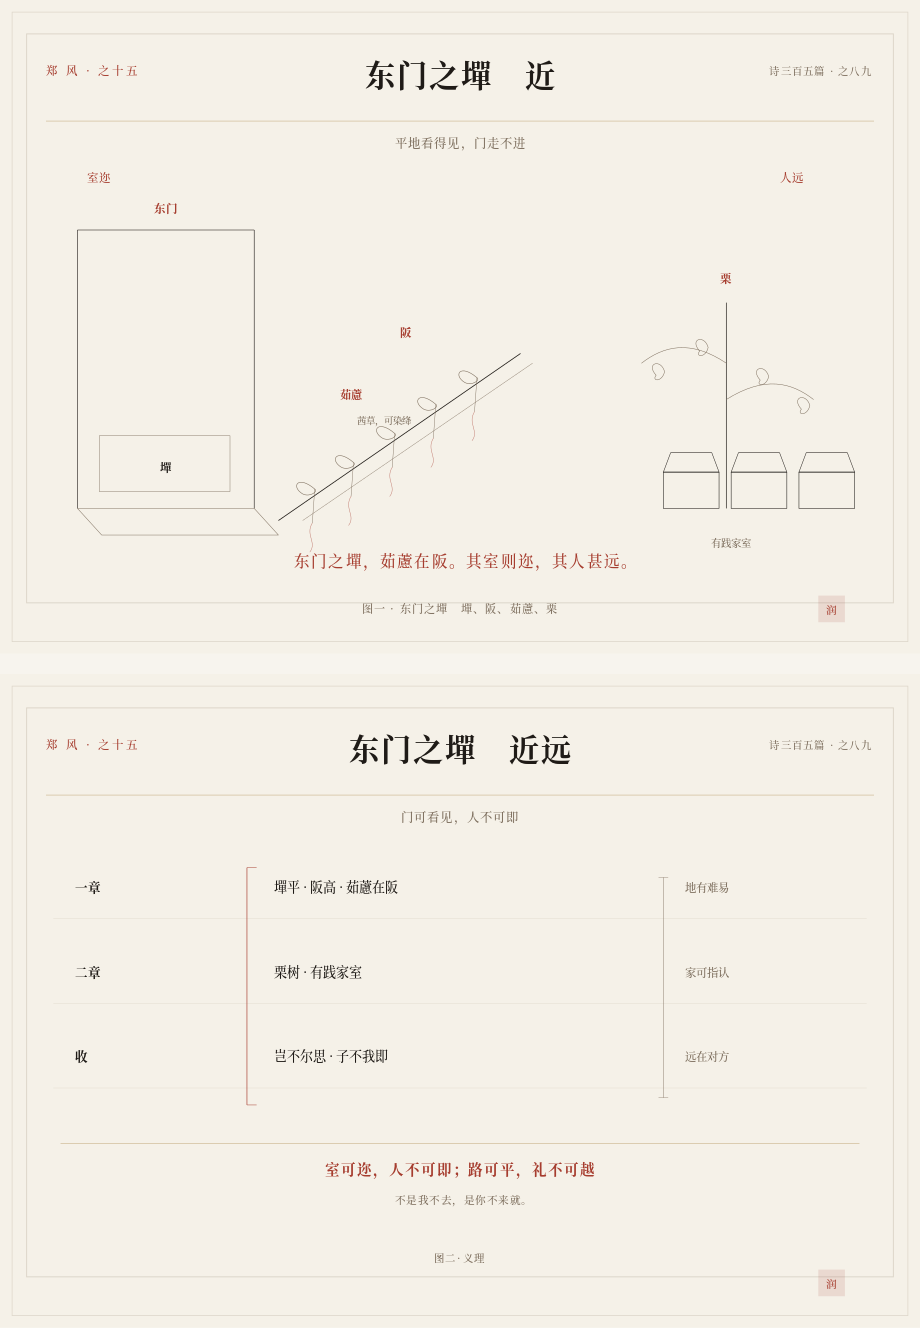 郑 风 · 之十五
东门之墠　近
诗三百五篇 · 之八九
平地看得见，门走不进
室迩
人远
东门
栗
阪
茹藘
茜草，可染绛
墠
有践家室
东门之墠，茹藘在阪。其室则迩，其人甚远。
图一 · 东门之墠　墠、阪、茹藘、栗
润
郑 风 · 之十五
东门之墠　近远
诗三百五篇 · 之八九
门可看见，人不可即
一章
墠平 · 阪高 · 茹藘在阪
地有难易
二章
栗树 · 有践家室
家可指认
收
岂不尔思 · 子不我即
远在对方
室可迩，人不可即；路可平，礼不可越
不是我不去，是你不来就。
图二 · 义理
润